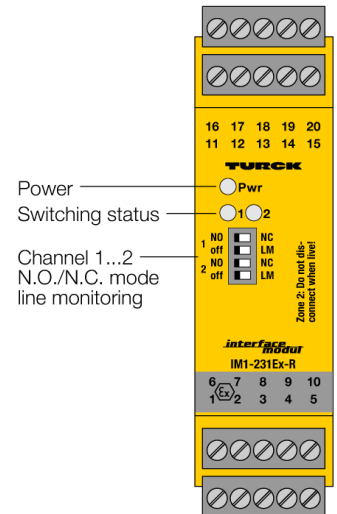 16 17 18 19 20
11 12 13 14 15
TURCK
Power
Pwr
Switching status
1 2
Channel 1...2
N.O./N.C. mode
line monitoring
1 NO NC
off LM
2 NO NC
off LM
Zone 2: Do not dis-
connect when live!
interface
modul
IM1-231Ex-R
6 7 8 9 10
Ex
1 2 3 4 5